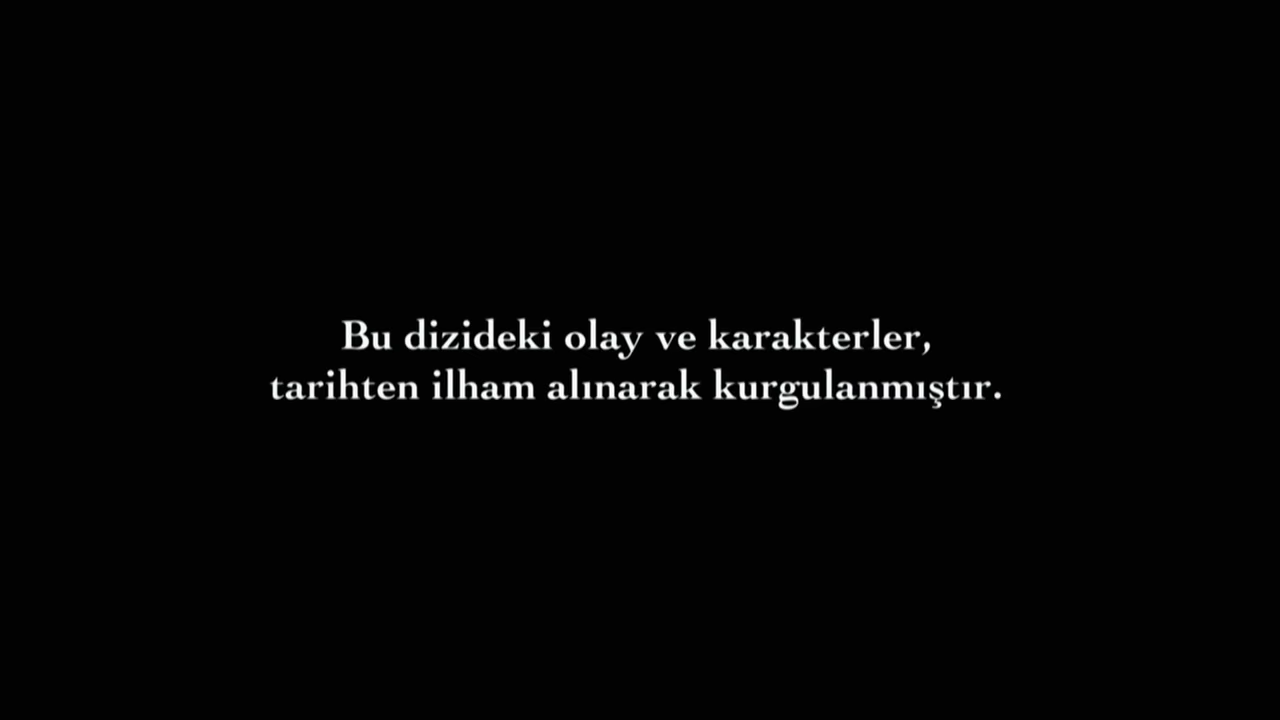 Bu dizideki olay ve karakterler,
tarihten ilham alınarak kurgulanmıştır.